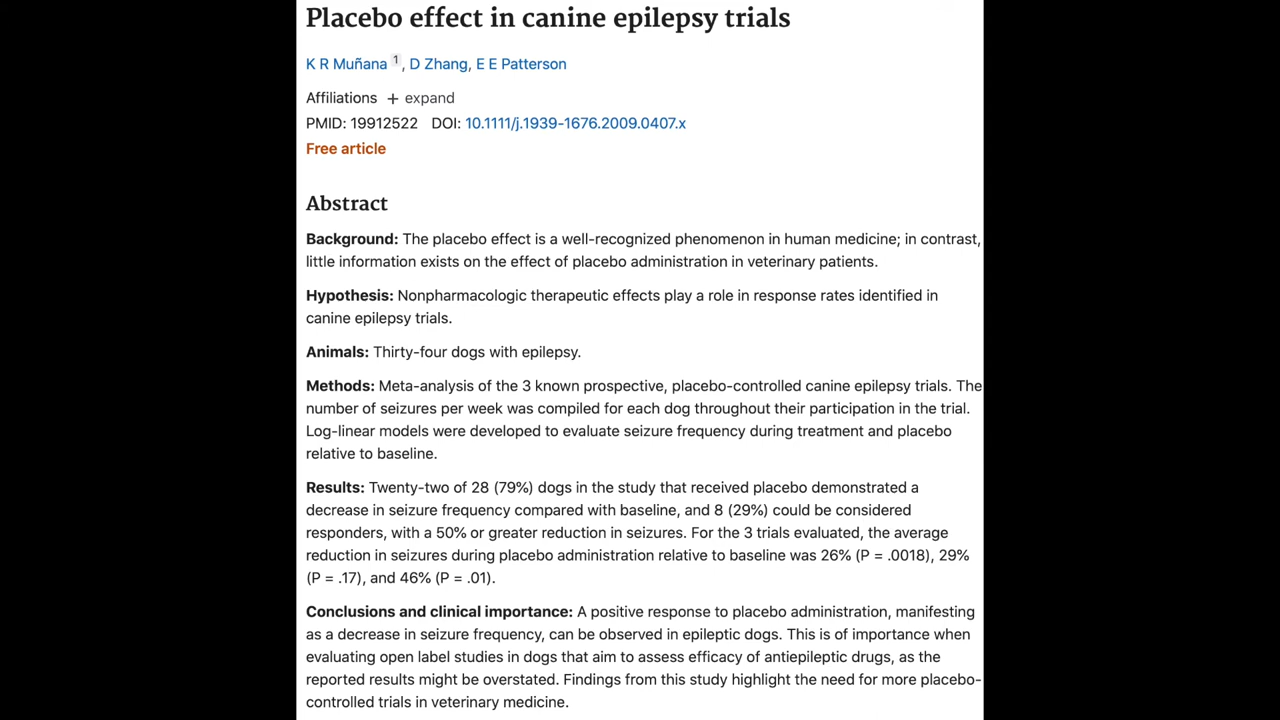 Placebo effect in canine epilepsy trials
K R Muñana 1, D Zhang, E E Patterson
Affiliations + expand
PMID: 19912522 DOI: 10.1111/j.1939-1676.2009.0407.x
Free article
Abstract
Background: The placebo effect is a well-recognized phenomenon in human medicine; in contrast,
little information exists on the effect of placebo administration in veterinary patients.
Hypothesis: Nonpharmacologic therapeutic effects play a role in response rates identified in
canine epilepsy trials.
Animals: Thirty-four dogs with epilepsy.
Methods: Meta-analysis of the 3 known prospective, placebo-controlled canine epilepsy trials. The
number of seizures per week was compiled for each dog throughout their participation in the trial.
Log-linear models were developed to evaluate seizure frequency during treatment and placebo
relative to baseline.
Results: Twenty-two of 28 (79%) dogs in the study that received placebo demonstrated a
decrease in seizure frequency compared with baseline, and 8 (29%) could be considered
responders, with a 50% or greater reduction in seizures. For the 3 trials evaluated, the average
reduction in seizures during placebo administration relative to baseline was 26% (P = .0018), 29%
(P = .17), and 46% (P = .01).
Conclusions and clinical importance: A positive response to placebo administration, manifesting
as a decrease in seizure frequency, can be observed in epileptic dogs. This is of importance when
evaluating open label studies in dogs that aim to assess efficacy of antiepileptic drugs, as the
reported results might be overstated. Findings from this study highlight the need for more placebo-
controlled trials in veterinary medicine.